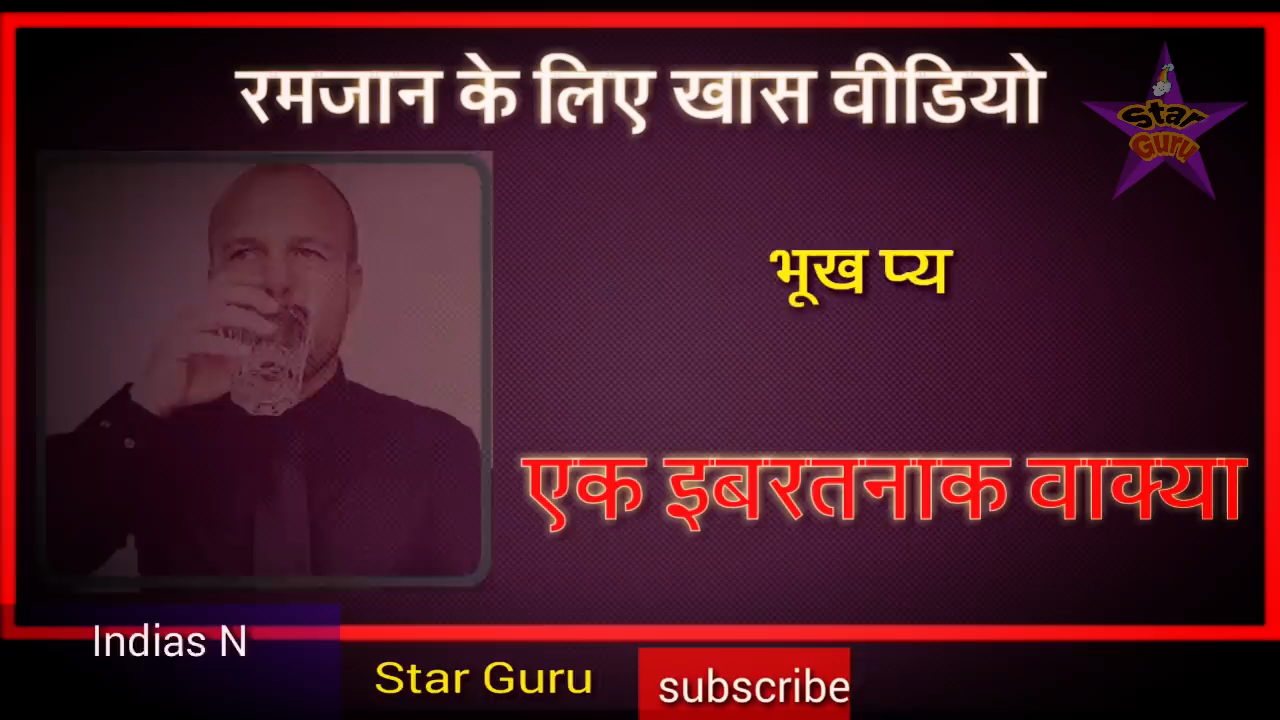 रमजान के लिए खास वीडियो
Star
Guru
भूख प्य
एक इबरतनाक वाक्या
Indias N
Star Guru
subscribe